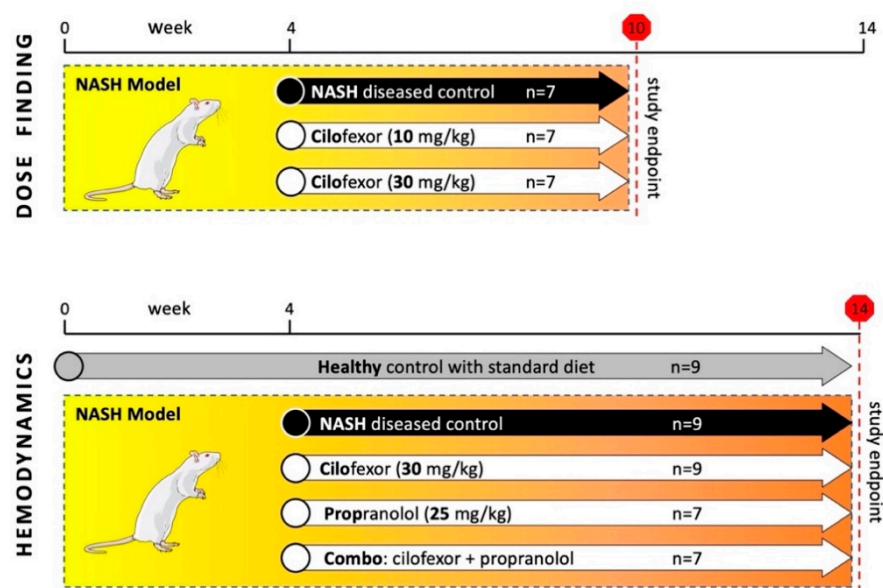 DOSE FINDING
0 week 4 10 14
NASH Model
NASH diseased control n=7
Cilofexor (10 mg/kg) n=7
Cilofexor (30 mg/kg) n=7
study endpoint
HEMODYNAMICS
0 week 4 14
Healthy control with standard diet n=9
NASH Model
NASH diseased control n=9
Cilofexor (30 mg/kg) n=9
Propranolol (25 mg/kg) n=7
Combo: cilofexor + propranolol n=7
study endpoint